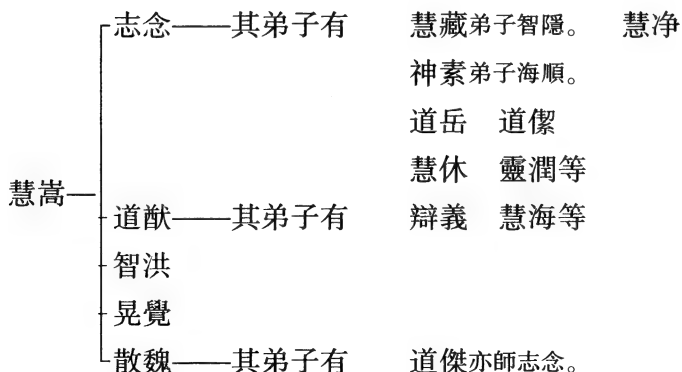 志念——其弟子有 慧藏弟子智隱。 慧净
神素弟子海順。
道岳 道傑
慧休 靈潤等
慧嵩—
道猷——其弟子有 辯義 慧海等
智洪
晃覺
散魏——其弟子有 道傑亦師志念。